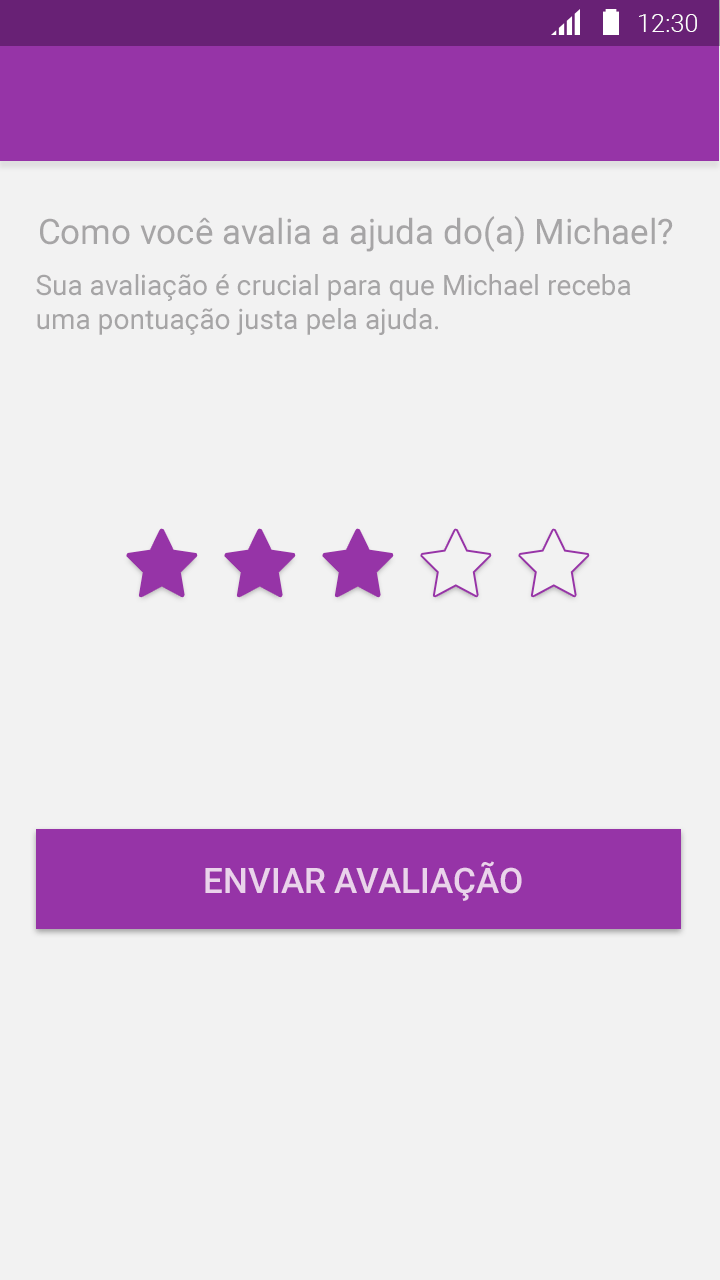 12:30
Como você avalia a ajuda do(a) Michael?
Sua avaliação é crucial para que Michael receba
uma pontuação justa pela ajuda.
ENVIAR AVALIAÇÃO